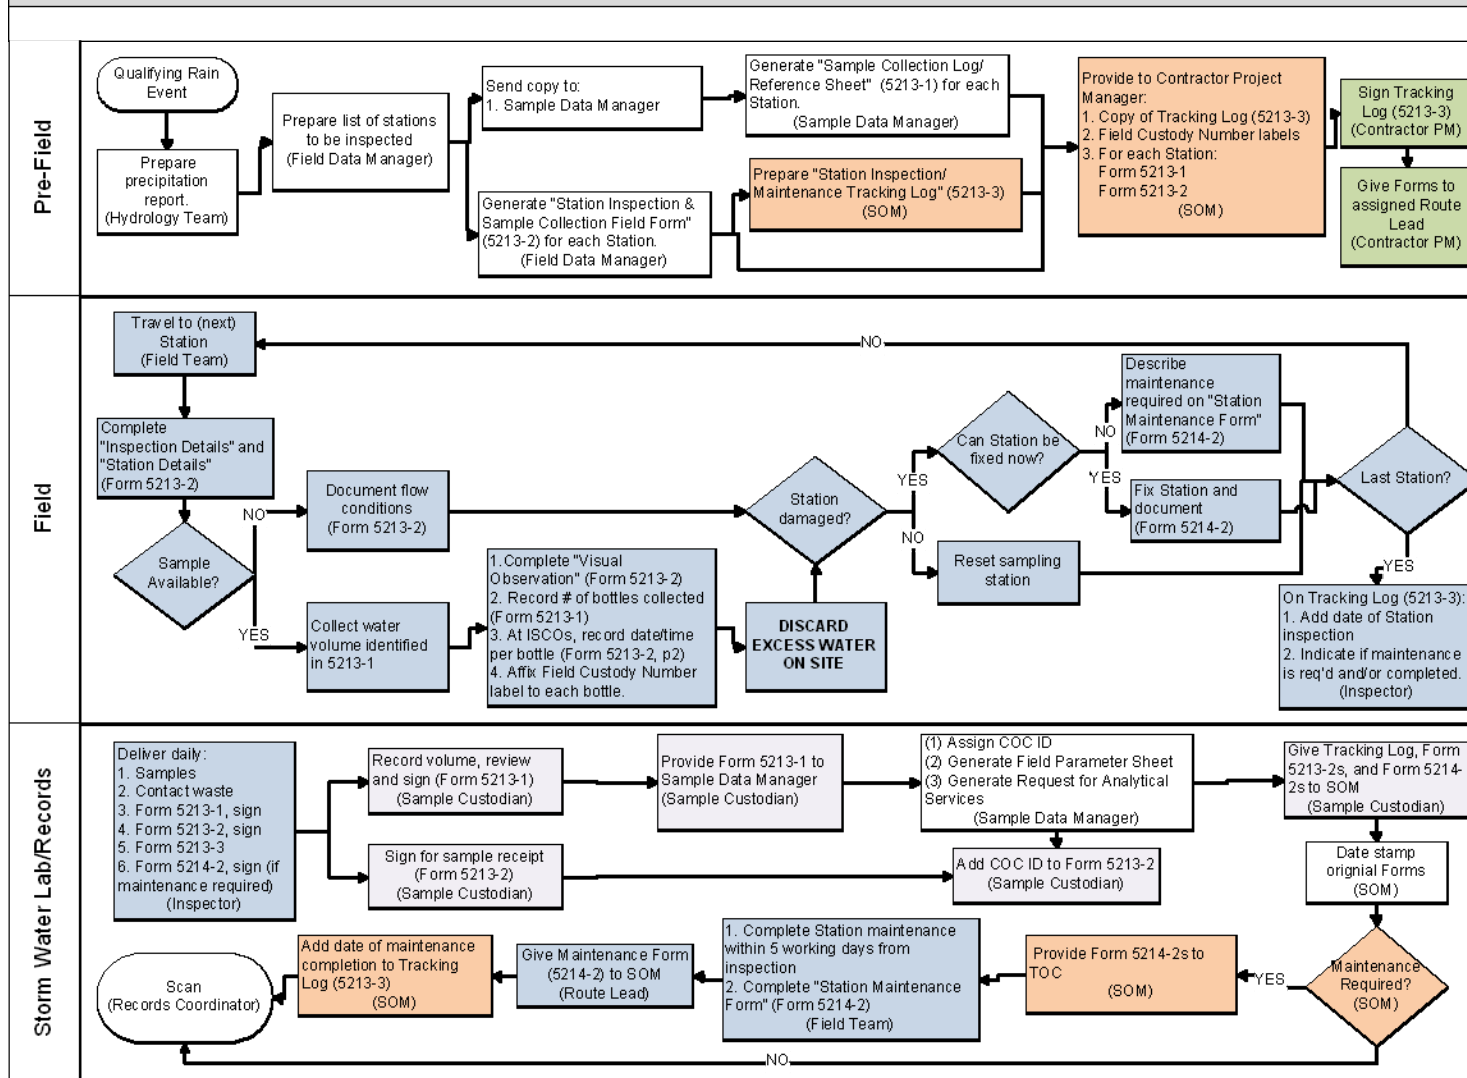 Pre-Field
Qualifying Rain
Event
Prepare
precipitation
report.
(Hydrology Team)
Prepare list of stations
to be inspected
(Field Data Manager)
Send copy to:
1. Sample Data Manager
Generate "Sample Collection Log/
Reference Sheet" (5213-1) for each
Station.
(Sample Data Manager)
Generate "Station Inspection &
Sample Collection Field Form"
(5213-2) for each Station.
(Field Data Manager)
Prepare "Station Inspection/
Maintenance Tracking Log" (5213-3)
(SOM)
Provide to Contractor Project
Manager:
1. Copy of Tracking Log (5213-3)
2. Field Custody Number labels
3. For each Station:
Form 5213-1
Form 5213-2
(SOM)
Sign Tracking
Log (5213-3)
(Contractor PM)
Give Forms to
assigned Route
Lead
(Contractor PM)
Field
Travel to (next)
Station
(Field Team)
Complete
"Inspection Details" and
"Station Details"
(Form 5213-2)
Sample
Available?
NO
Document flow
conditions
(Form 5213-2)
YES
Collect water
volume identified
in 5213-1
1.Complete "Visual
Observation" (Form 5213-2)
2. Record # of bottles collected
(Form 5213-1)
3. At ISCOs, record date/time
per bottle (Form 5213-2, p2)
4. Affix Field Custody Number
label to each bottle.
DISCARD
EXCESS WATER
ON SITE
Station
damaged?
YES
NO
Can Station be
fixed now?
NO
YES
Describe
maintenance
required on "Station
Maintenance Form"
(Form 5214-2)
Fix Station and
document
(Form 5214-2)
Reset sampling
station
Last Station?
NO
YES
On Tracking Log (5213-3):
1. Add date of Station
inspection
2. Indicate if maintenance
is req'd and/or completed.
(Inspector)
Storm Water Lab/Records
Deliver daily:
1. Samples
2. Contact waste
3. Form 5213-1, sign
4. Form 5213-2, sign
5. Form 5213-3
6. Form 5214-2, sign (if
maintenance required)
(Inspector)
Record volume, review
and sign (Form 5213-1)
(Sample Custodian)
Provide Form 5213-1 to
Sample Data Manager
(Sample Custodian)
(1) Assign COC ID
(2) Generate Field Parameter Sheet
(3) Generate Request for Analytical
Services
(Sample Data Manager)
Give Tracking Log, Form
5213-2s, and Form 5214-
2s to SOM
(Sample Custodian)
Sign for sample receipt
(Form 5213-2)
(Sample Custodian)
Add COC ID to Form 5213-2
(Sample Custodian)
Date stamp
orignial Forms
(SOM)
Maintenance
Required?
(SOM)
YES
NO
Provide Form 5214-2s to
TOC
(SOM)
1. Complete Station maintenance
within 5 working days from
inspection
2. Complete "Station Maintenance
Form" (Form 5214-2)
(Field Team)
Give Maintenance Form
(5214-2) to SOM
(Route Lead)
Add date of maintenance
completion to Tracking
Log (5213-3)
(SOM)
Scan
(Records Coordinator)